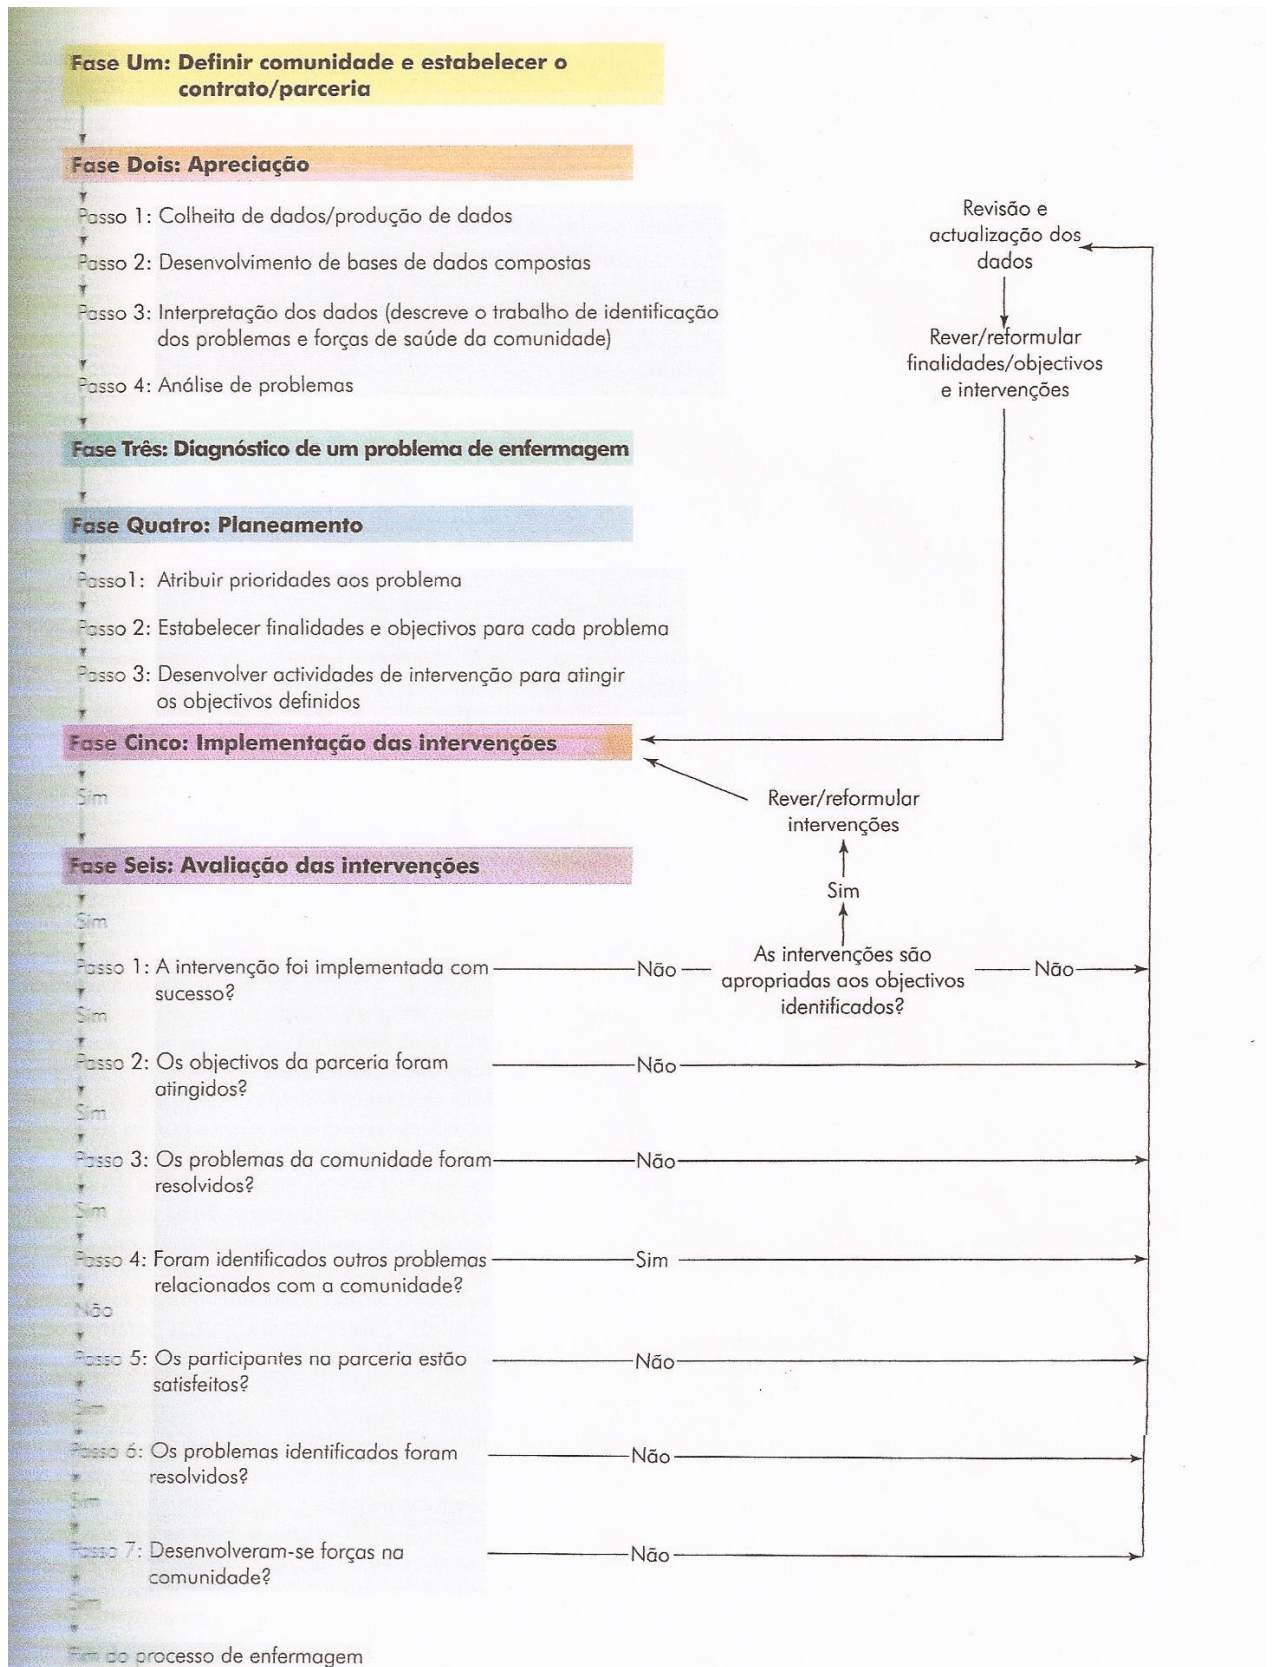 Fase Um: Definir comunidade e estabelecer o
contrato/parceria
Fase Dois: Apreciação
Passo 1: Colheita de dados/produção de dados
Passo 2: Desenvolvimento de bases de dados compostas
Passo 3: Interpretação dos dados (descreve o trabalho de identificação
dos problemas e forças de saúde da comunidade)
Passo 4: Análise de problemas
Fase Três: Diagnóstico de um problema de enfermagem
Fase Quatro: Planeamento
Passo1: Atribuir prioridades aos problema
Passo 2: Estabelecer finalidades e objectivos para cada problema
Passo 3: Desenvolver actividades de intervenção para atingir
os objectivos definidos
Fase Cinco: Implementação das intervenções
Sim
Fase Seis: Avaliação das intervenções
Sim
Passo 1: A intervenção foi implementada com
sucesso?
Sim
Passo 2: Os objectivos da parceria foram
atingidos?
Sim
Passo 3: Os problemas da comunidade foram
resolvidos?
Sim
Passo 4: Foram identificados outros problemas
relacionados com a comunidade?
Não
Passo 5: Os participantes na parceria estão
satisfeitos?
Sim
Passo 6: Os problemas identificados foram
resolvidos?
Sim
Passo 7: Desenvolveram-se forças na
comunidade?
Sim
Fim do processo de enfermagem
Não
Não
Não
Sim
Não
Não
Não
As intervenções são
apropriadas aos objectivos
identificados?
Não
Sim
Rever/reformular
intervenções
Revisão e
actualização dos
dados
Rever/reformular
finalidades/objectivos
e intervenções